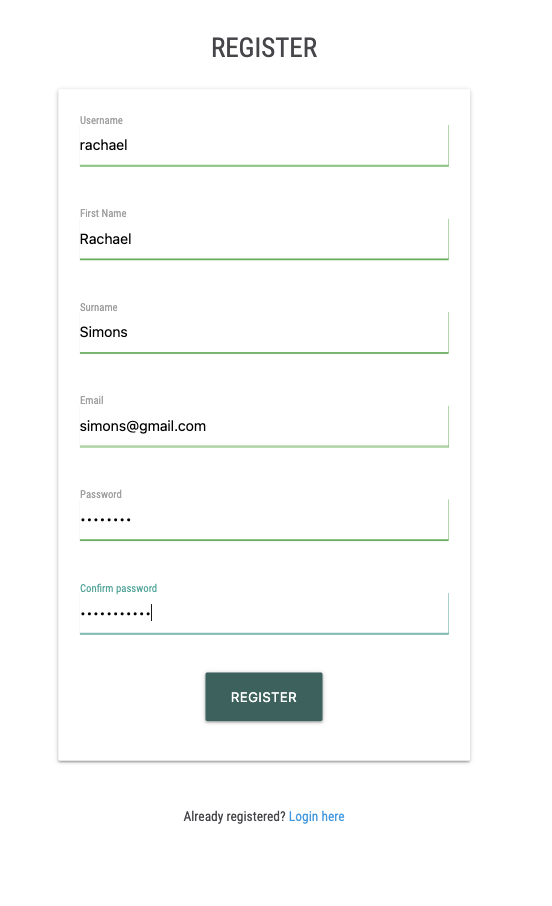 REGISTER
Username
rachael
First Name
Rachael
Surname
Simons
Email
simons@gmail.com
Password
••••••••
Confirm password
•••••••••••
REGISTER
Already registered? Login here